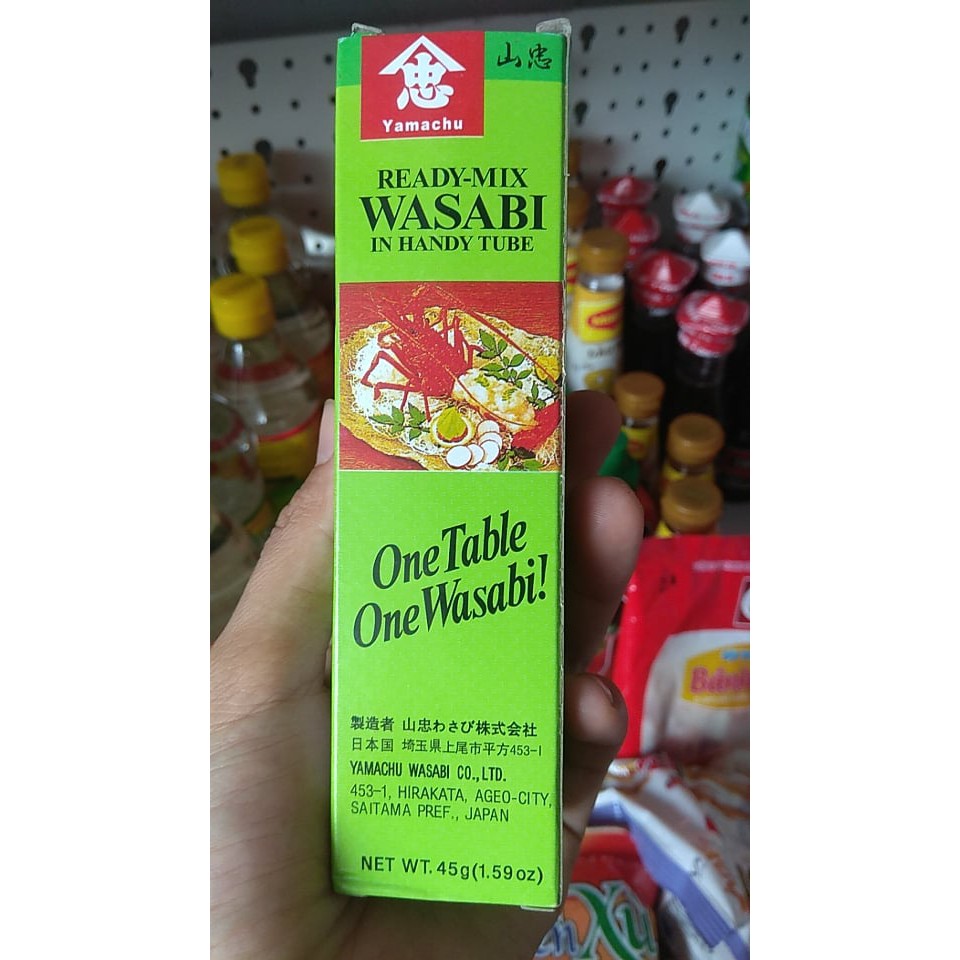 忠
山忠
Yamachu
READY-MIX
WASABI
IN HANDY TUBE
One Table
One Wasabi!
製造者 山忠わさび株式会社
日本国 埼玉県上尾市平方453-1
YAMACHU WASABI CO.,LTD.
453-1, HIRAKATA, AGEO-CITY,
SAITAMA PREF., JAPAN
NET WT. 45g(1.59oz)